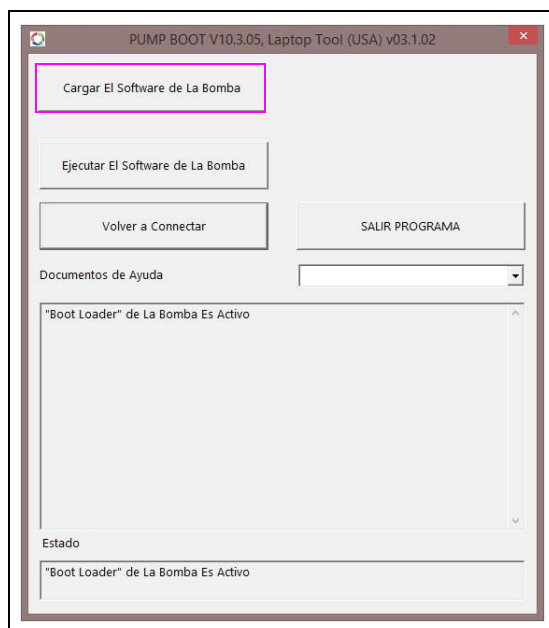 PUMP BOOT V10.3.05, Laptop Tool (USA) v03.1.02
Cargar El Software de La Bomba
Ejecutar El Software de La Bomba
Volver a Connectar
SALIR PROGRAMA
Documentos de Ayuda
"Boot Loader" de La Bomba Es Activo
Estado
"Boot Loader" de La Bomba Es Activo